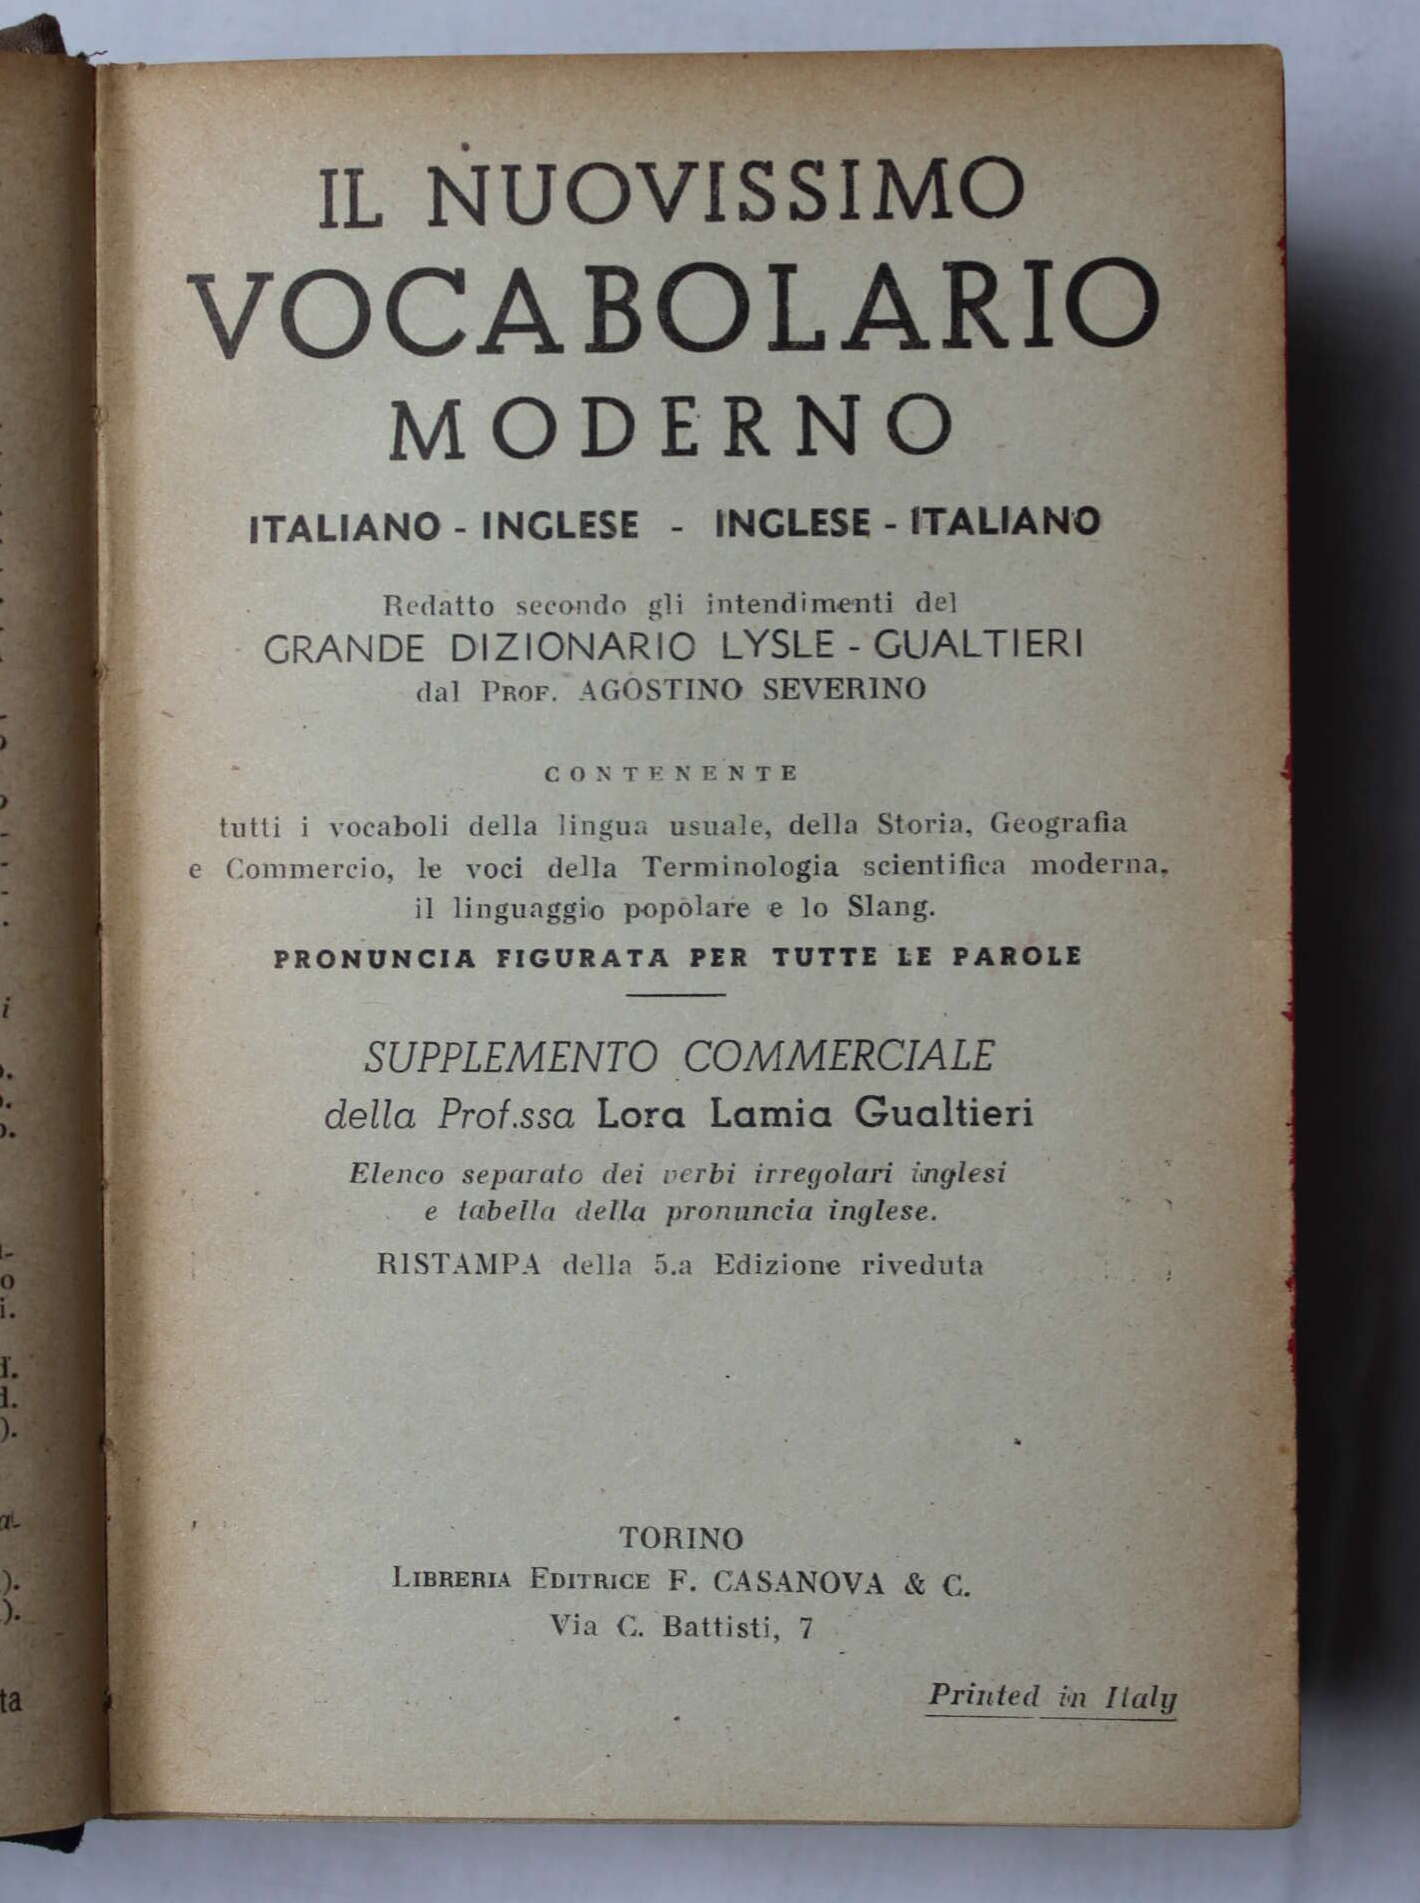 IL NUOVISSIMO
VOCABOLARIO
MODERNO
ITALIANO - INGLESE - INGLESE - ITALIANO
Redatto secondo gli intendimenti del
GRANDE DIZIONARIO LYSLE - GUALTIERI
dal PROF. AGOSTINO SEVERINO
CONTENENTE
tutti i vocaboli della lingua usuale, della Storia, Geografia
e Commercio, le voci della Terminologia scientifica moderna,
il linguaggio popolare e lo Slang.
PRONUNCIA FIGURATA PER TUTTE LE PAROLE
SUPPLEMENTO COMMERCIALE
della Prof.ssa Lora Lamia Gualtieri
Elenco separato dei verbi irregolari inglesi
e tabella della pronuncia inglese.
RISTAMPA della 5.a Edizione riveduta
TORINO
LIBRERIA EDITRICE F. CASANOVA & C.
Via C. Battisti, 7
Printed in Italy